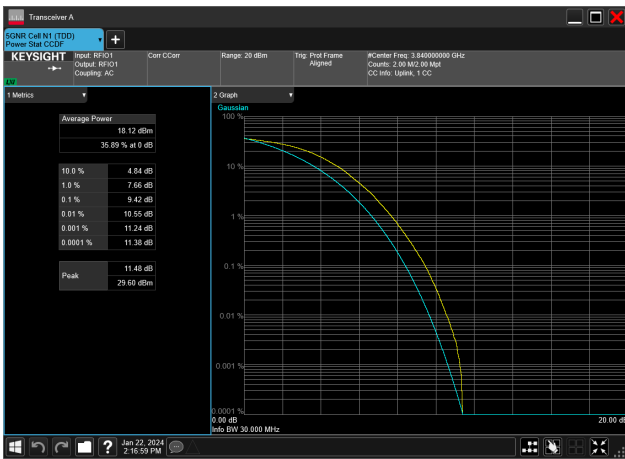 Transceiver A
5GNR Cell N1 (TDD)
Power Stat CCDF
KEYSIGHT
LXI
Input: RFIO1
Output: RFIO1
Coupling: AC
Corr CCorr
Range: 20 dBm
Trig: Prot Frame
Aligned
#Center Freq: 3.840000000 GHz
Counts: 2.00 M/2.00 Mpt
CC Info: Uplink, 1 CC
1 Metrics
Average Power
18.12 dBm
35.89 % at 0 dB
10.0 % 4.84 dB
1.0 % 7.66 dB
0.1 % 9.42 dB
0.01 % 10.55 dB
0.001 % 11.24 dB
0.0001 % 11.38 dB
Peak
11.48 dB
29.60 dBm
2 Graph
Gaussian
100 %
10 %
1 %
0.1 %
0.01 %
0.001 %
0.0001 %
0.00 dB
20.00 dB
Info BW 30.000 MHz
Jan 22, 2024
2:16:59 PM